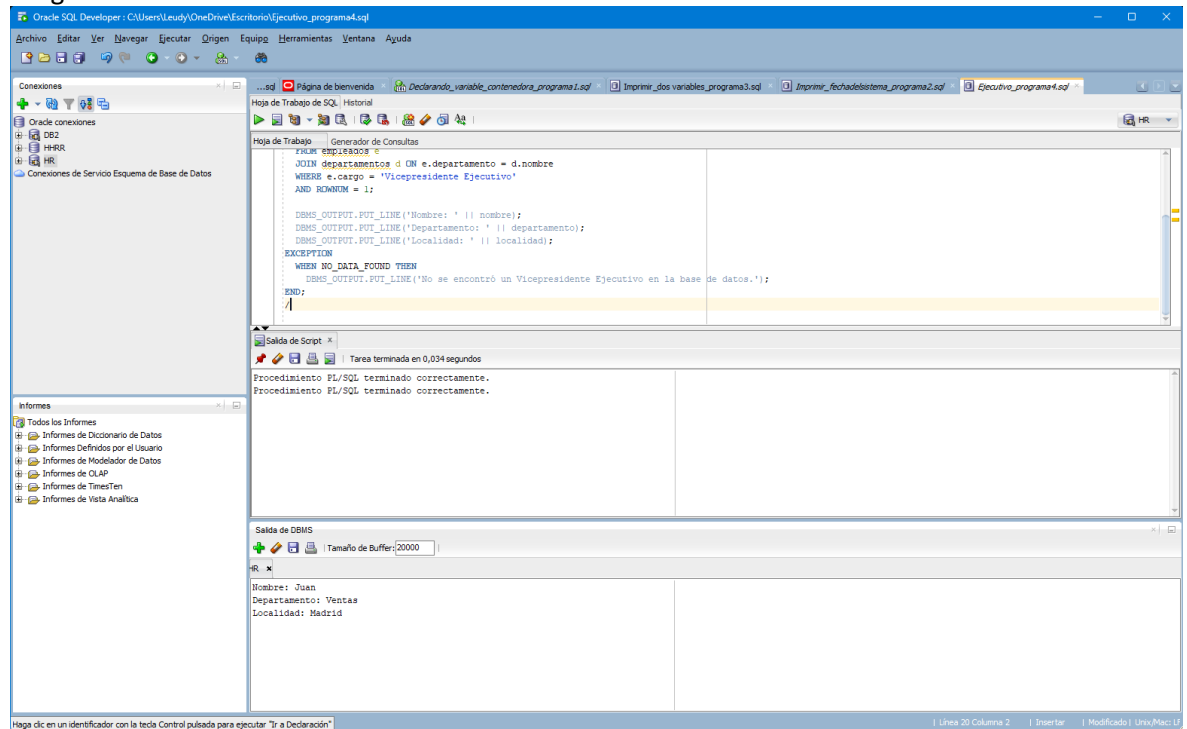 Oracle SQL Developer : C:\Users\Leudy\OneDrive\Escritorio\Ejecutivo_programa4.sql
Archivo Editar Ver Navegar Ejecutar Origen Equipo Herramientas Ventana Ayuda
Conexiones
Oracle conexiones
DB2
HHRR
HR
Conexiones de Servicio Esquema de Base de Datos
...sql Página de bienvenida Declarando_variable_contenedora_programa1.sql Imprimir_dos variables_programa3.sql Imprimir_fechadelsistema_programa2.sql Ejecutivo_programa4.sql
Hoja de Trabajo de SQL Historial
HR
Hoja de Trabajo Generador de Consultas
FROM empleados e
JOIN departamentos d ON e.departamento = d.nombre
WHERE e.cargo = 'Vicepresidente Ejecutivo'
AND ROWNUM = 1;
DBMS_OUTPUT.PUT_LINE('Nombre: ' || nombre);
DBMS_OUTPUT.PUT_LINE('Departamento: ' || departamento);
DBMS_OUTPUT.PUT_LINE('Localidad: ' || localidad);
EXCEPTION
WHEN NO_DATA_FOUND THEN
DBMS_OUTPUT.PUT_LINE('No se encontró un Vicepresidente Ejecutivo en la base de datos.');
END;
/
Salida de Script
Tarea terminada en 0,034 segundos
Procedimiento PL/SQL terminado correctamente.
Procedimiento PL/SQL terminado correctamente.
Informes
Todos los Informes
Informes de Diccionario de Datos
Informes Definidos por el Usuario
Informes de Modelador de Datos
Informes de OLAP
Informes de TimesTen
Informes de Vista Analítica
Salida de DBMS
Tamaño de Buffer: 20000
HR
Nombre: Juan
Departamento: Ventas
Localidad: Madrid
Haga clic en un identificador con la tecla Control pulsada para ejecutar "Ir a Declaración"
Línea 20 Columna 2 | Insertar | Modificado | Unix/Mac: LF